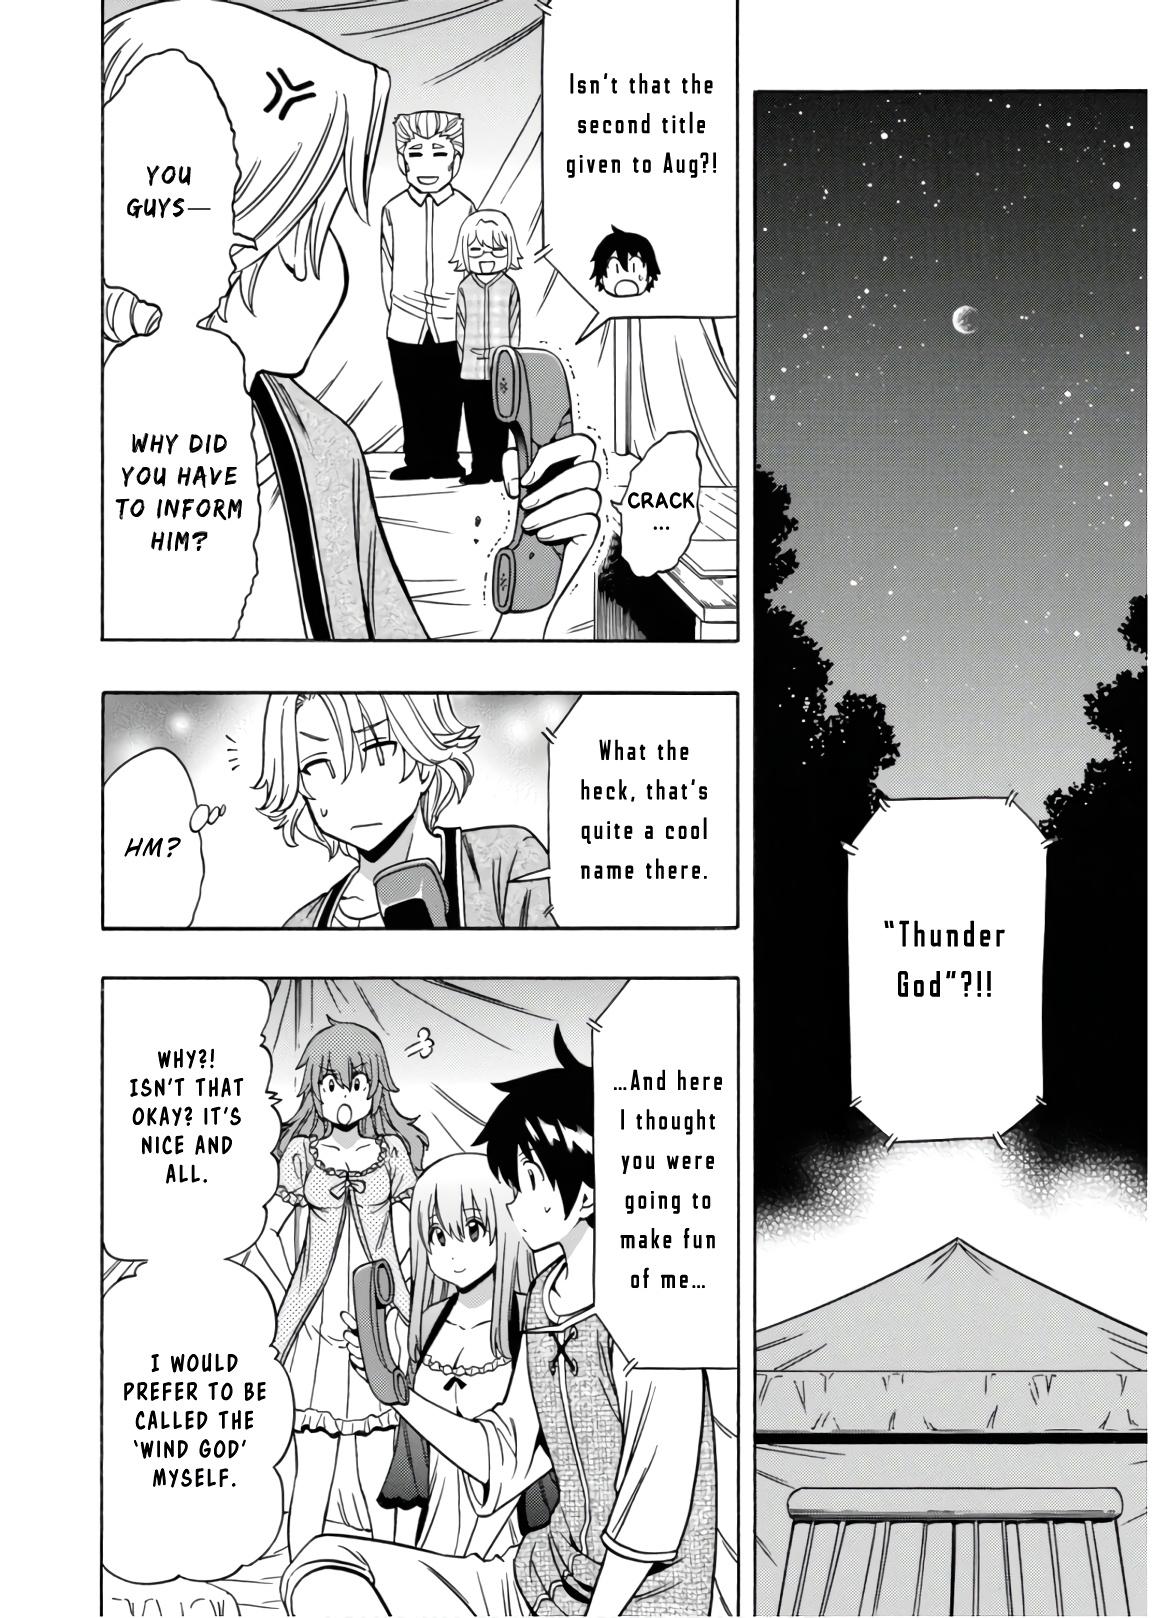 "Thunder
God"?!!
Isn't that the
second title
given to Aug?!
CRACK
...
YOU
GUYS—
WHY DID
YOU HAVE
TO INFORM
HIM?
What the
heck, that's
quite a cool
name there.
HM?
...And here
I thought
you were
going to
make fun
of me...
WHY?!
ISN'T THAT
OKAY? IT'S
NICE AND
ALL.
I WOULD
PREFER TO BE
CALLED THE
'WIND GOD'
MYSELF.